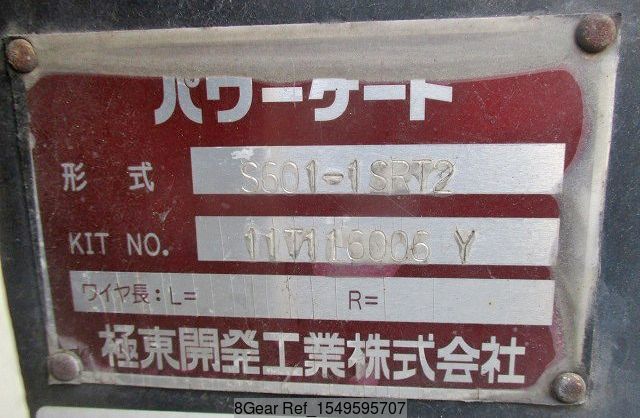 パワーゲート
形式 S601-1SRT2
KIT NO. 11T116006 Y
ワイヤ長:L= R=
極東開発工業株式会社
8Gear Ref_1549595707